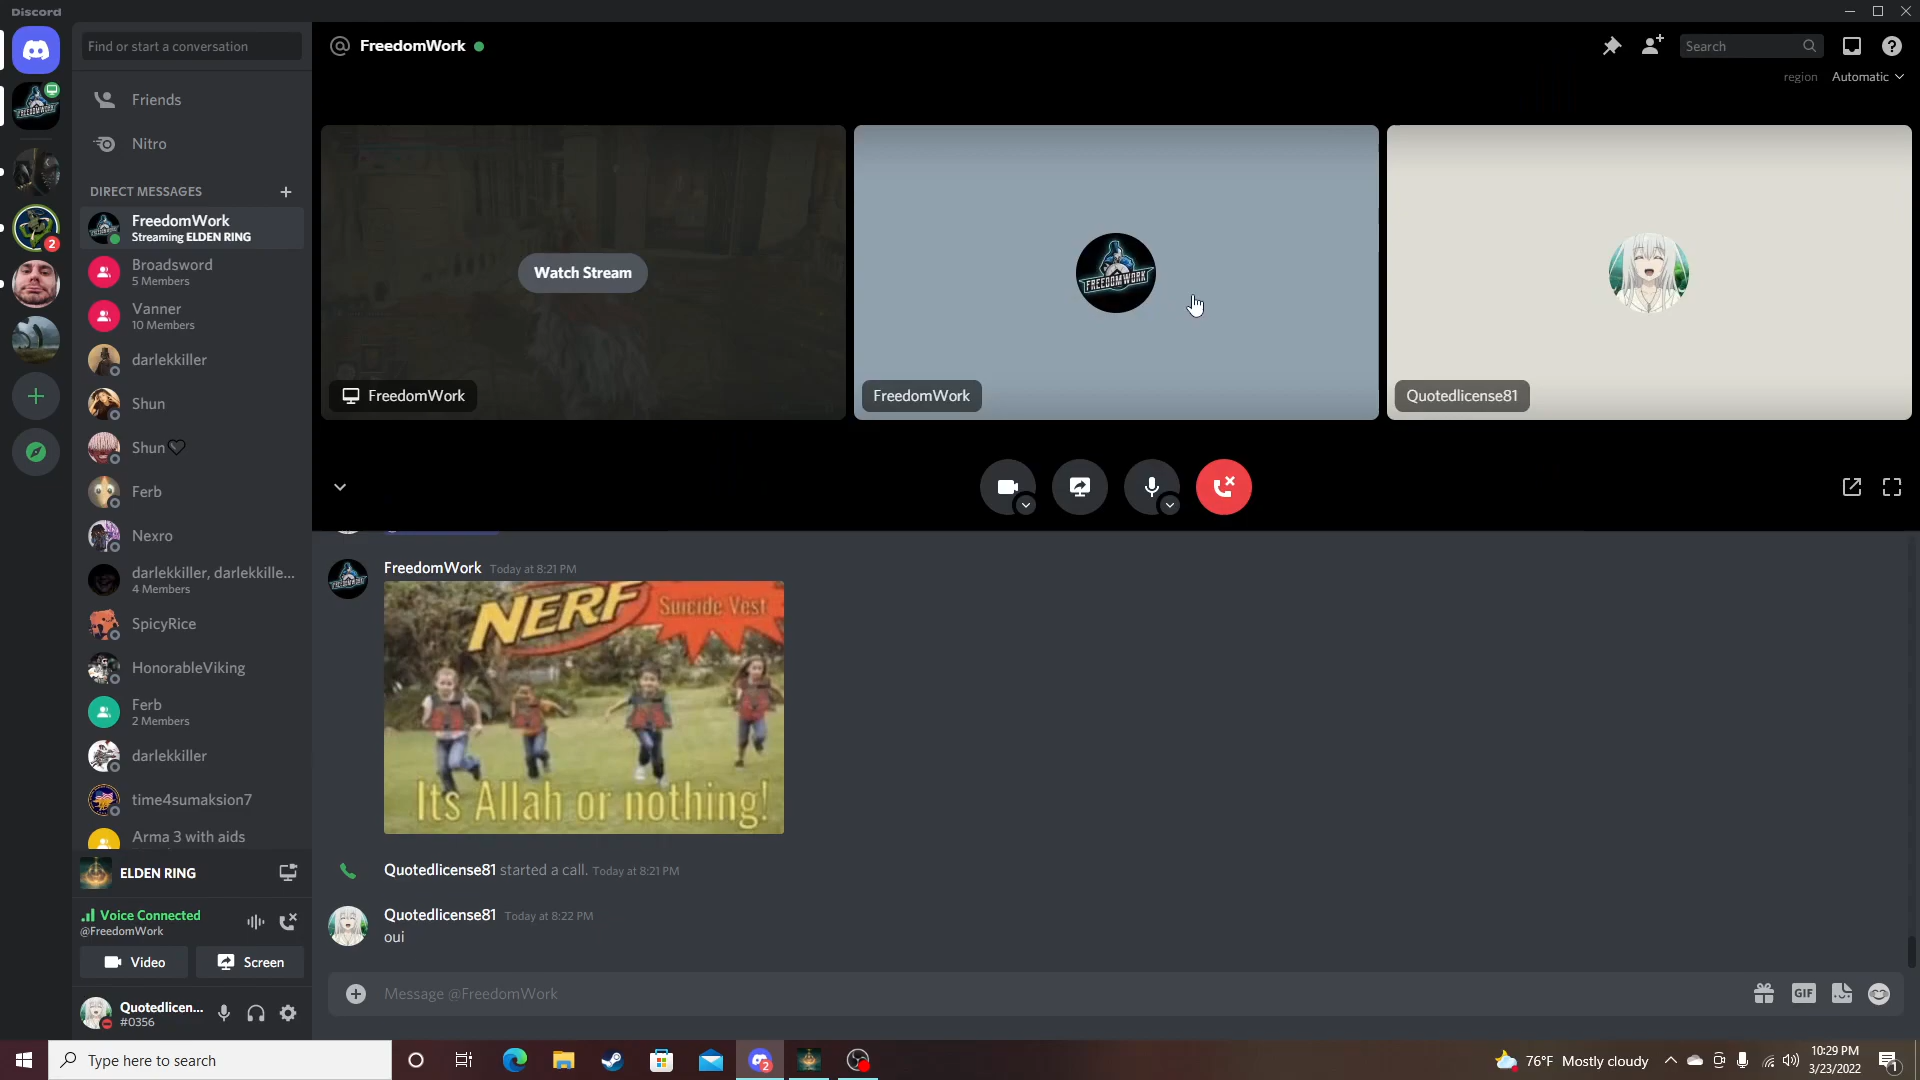 Discord
Find or start a conversation
Friends
Nitro
DIRECT MESSAGES
FreedomWork
Streaming ELDEN RING
Broadsword
5 Members
Vanner
10 Members
darlekkiller
Shun
Shun🖤
Ferb
Nexro
darlekkiller, darlekkille...
4 Members
SpicyRice
HonorableViking
Ferb
2 Members
darlekkiller
time4sumaksion7
Arma 3 with aids
ELDEN RING
Voice Connected
@FreedomWork
Video
Screen
Quotedlicen...
#0356
FreedomWork
Search
region Automatic
Watch Stream
FreedomWork
FREEDOMWORK
FreedomWork
Quotedlicense81
FreedomWork Today at 8:21 PM
NERF Suicide Vest
Its Allah or nothing!
Quotedlicense81 started a call. Today at 8:21 PM
Quotedlicense81 Today at 8:22 PM
oui
Message @FreedomWork
GIF
2
Type here to search
2
76°F Mostly cloudy
10:29 PM
3/23/2022
1